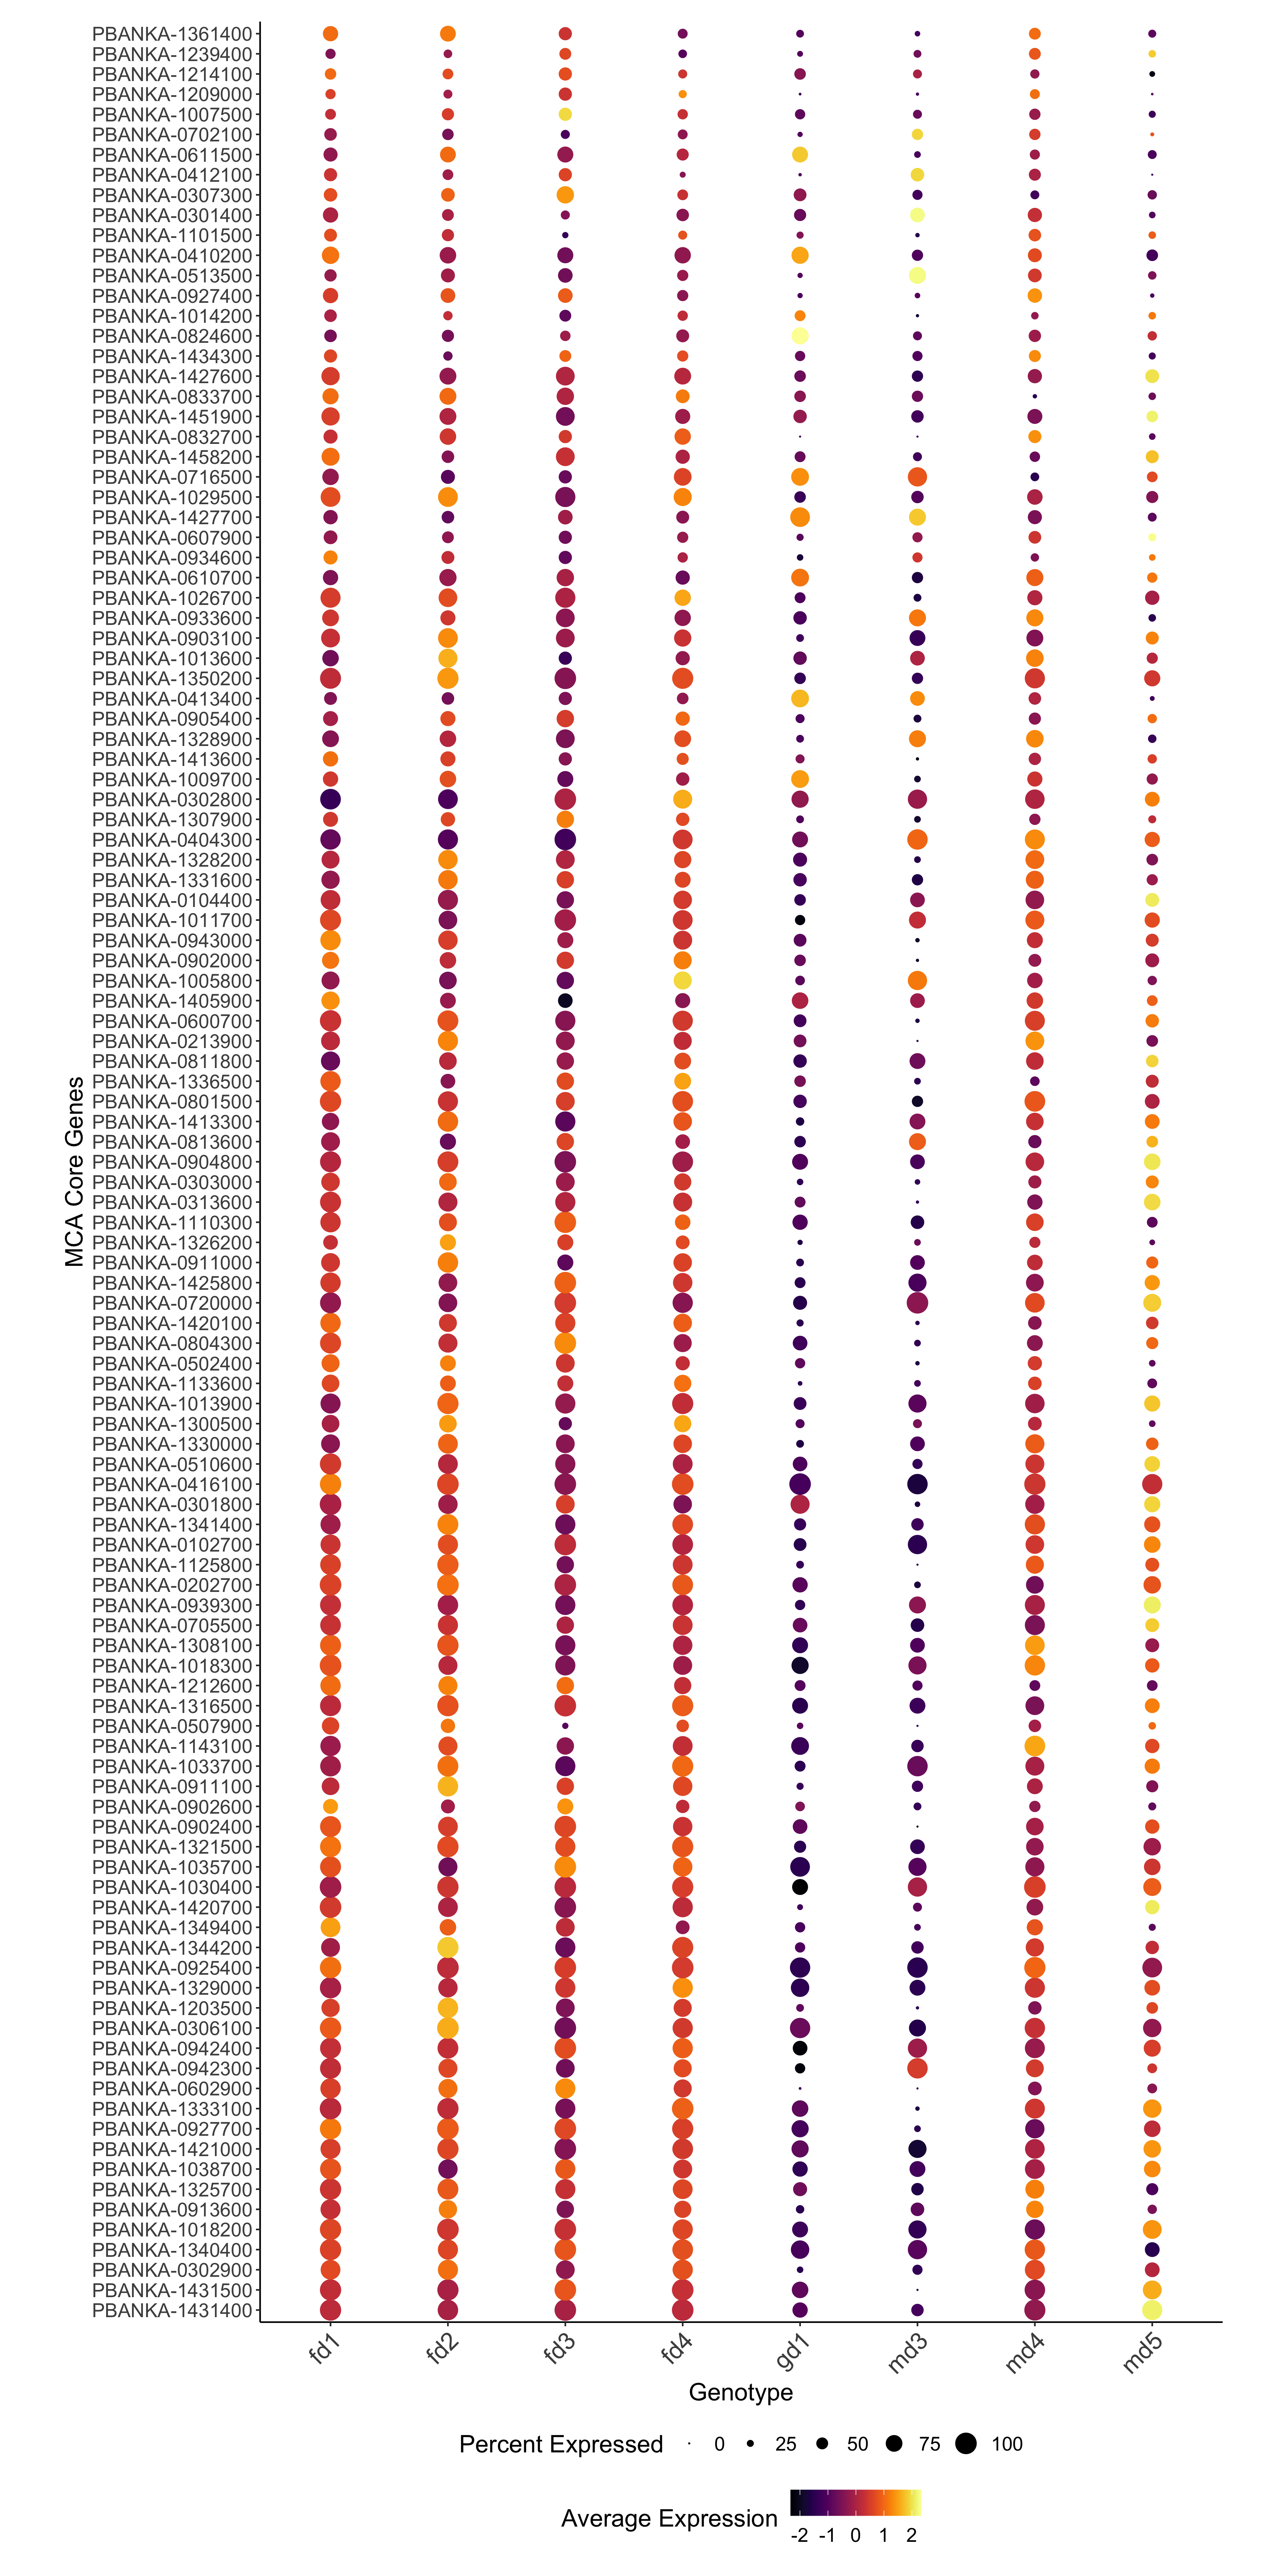 PBANKA-1361400
PBANKA-1239400
PBANKA-1214100
PBANKA-1209000
PBANKA-1007500
PBANKA-0702100
PBANKA-0611500
PBANKA-0412100
PBANKA-0307300
PBANKA-0301400
PBANKA-1101500
PBANKA-0410200
PBANKA-0513500
PBANKA-0927400
PBANKA-1014200
PBANKA-0824600
PBANKA-1434300
PBANKA-1427600
PBANKA-0833700
PBANKA-1451900
PBANKA-0832700
PBANKA-1458200
PBANKA-0716500
PBANKA-1029500
PBANKA-1427700
PBANKA-0607900
PBANKA-0934600
PBANKA-0610700
PBANKA-1026700
PBANKA-0933600
PBANKA-0903100
PBANKA-1013600
PBANKA-1350200
PBANKA-0413400
PBANKA-0905400
PBANKA-1328900
PBANKA-1413600
PBANKA-1009700
PBANKA-0302800
PBANKA-1307900
PBANKA-0404300
PBANKA-1328200
PBANKA-1331600
PBANKA-0104400
PBANKA-1011700
PBANKA-0943000
PBANKA-0902000
PBANKA-1005800
PBANKA-1405900
PBANKA-0600700
PBANKA-0213900
PBANKA-0811800
PBANKA-1336500
PBANKA-0801500
PBANKA-1413300
PBANKA-0813600
PBANKA-0904800
PBANKA-0303000
PBANKA-0313600
PBANKA-1110300
PBANKA-1326200
PBANKA-0911000
PBANKA-1425800
PBANKA-0720000
PBANKA-1420100
PBANKA-0804300
PBANKA-0502400
PBANKA-1133600
PBANKA-1013900
PBANKA-1300500
PBANKA-1330000
PBANKA-0510600
PBANKA-0416100
PBANKA-0301800
PBANKA-1341400
PBANKA-0102700
PBANKA-1125800
PBANKA-0202700
PBANKA-0939300
PBANKA-0705500
PBANKA-1308100
PBANKA-1018300
PBANKA-1212600
PBANKA-1316500
PBANKA-0507900
PBANKA-1143100
PBANKA-1033700
PBANKA-0911100
PBANKA-0902600
PBANKA-0902400
PBANKA-1321500
PBANKA-1035700
PBANKA-1030400
PBANKA-1420700
PBANKA-1349400
PBANKA-1344200
PBANKA-0925400
PBANKA-1329000
PBANKA-1203500
PBANKA-0306100
PBANKA-0942400
PBANKA-0942300
PBANKA-0602900
PBANKA-1333100
PBANKA-0927700
PBANKA-1421000
PBANKA-1038700
PBANKA-1325700
PBANKA-0913600
PBANKA-1018200
PBANKA-1340400
PBANKA-0302900
PBANKA-1431500
PBANKA-1431400
MCA Core Genes
fd1 fd2 fd3 fd4 gd1 md3 md4 md5
Genotype
Percent Expressed 0 25 50 75 100
Average Expression
-2 -1 0 1 2